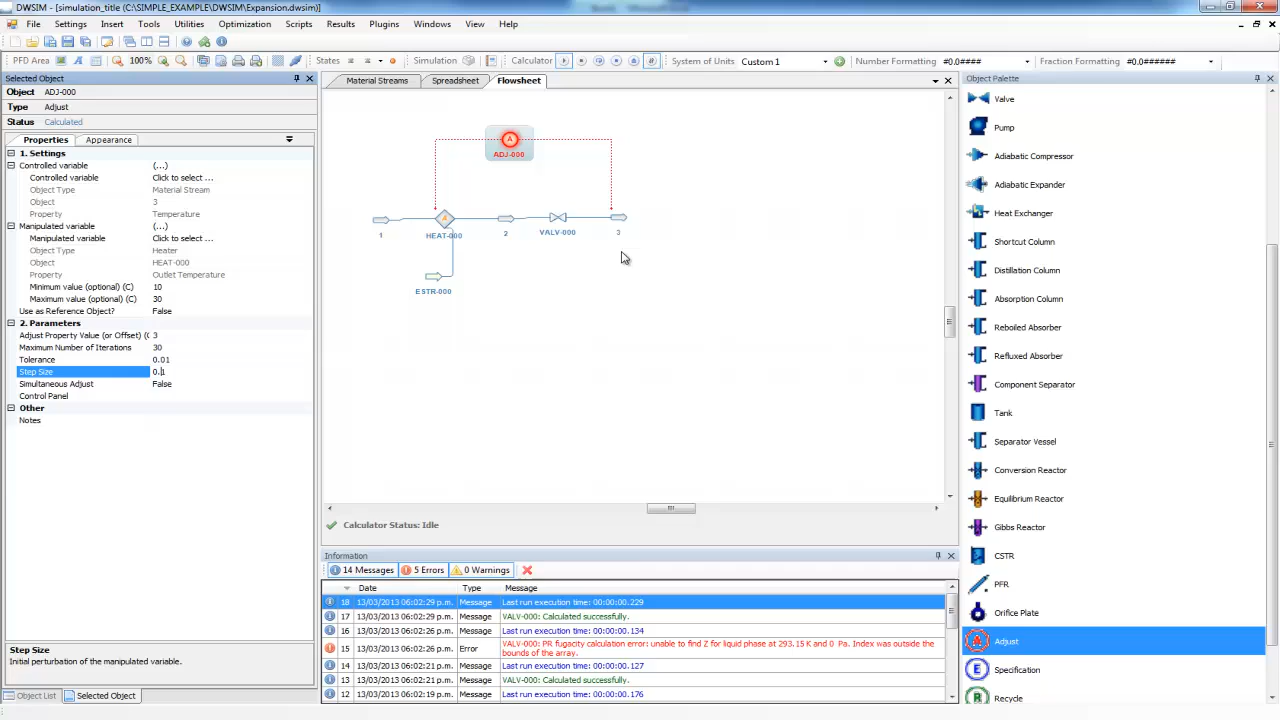 DWSIM - [simulation_title (C:\SIMPLE_EXAMPLE\DWSIM\Expansion.dwsim)]
File Settings Insert Tools Utilities Optimization Scripts Results Plugins Windows View Help
PFD Area 100% States Simulation Calculator System of Units Custom 1 Number Formatting #0.0#### Fraction Formatting #0.0######
Selected Object
Object ADJ-000
Type Adjust
Status Calculated
Properties Appearance
1. Settings
Controlled variable (...)
Controlled variable Click to select ...
Object Type Material Stream
Object 3
Property Temperature
Manipulated variable (...)
Manipulated variable Click to select ...
Object Type Heater
Object HEAT-000
Property Outlet Temperature
Minimum value (optional) (C) 10
Maximum value (optional) (C) 30
Use as Reference Object? False
2. Parameters
Adjust Property Value (or Offset) (C 3
Maximum Number of Iterations 30
Tolerance 0.01
Step Size 0.1
Simultaneous Adjust False
Control Panel
Other
Notes
Step Size
Initial perturbation of the manipulated variable.
Object List Selected Object
Material Streams Spreadsheet Flowsheet
A
ADJ-000
A
1
HEAT-000
2
VALV-000
3
ESTR-000
Calculator Status: Idle
Information
14 Messages 5 Errors 0 Warnings
Date Type Message
18 13/03/2013 06:02:29 p.m. Message Last run execution time: 00:00:00.229
17 13/03/2013 06:02:29 p.m. Message VALV-000: Calculated successfully.
16 13/03/2013 06:02:26 p.m. Message Last run execution time: 00:00:00.134
15 13/03/2013 06:02:26 p.m. Error VALV-000: PR fugacity calculation error: unable to find Z for liquid phase at 293.15 K and 0 Pa. Index was outside the
bounds of the array.
14 13/03/2013 06:02:21 p.m. Message Last run execution time: 00:00:00.127
13 13/03/2013 06:02:21 p.m. Message VALV-000: Calculated successfully.
12 13/03/2013 06:02:19 p.m. Message Last run execution time: 00:00:00.176
Object Palette
Valve
Pump
Adiabatic Compressor
Adiabatic Expander
Heat Exchanger
Shortcut Column
Distillation Column
Absorption Column
Reboiled Absorber
Refluxed Absorber
Component Separator
Tank
Separator Vessel
Conversion Reactor
Equilibrium Reactor
Gibbs Reactor
CSTR
PFR
Orifice Plate
A Adjust
E Specification
R Recycle